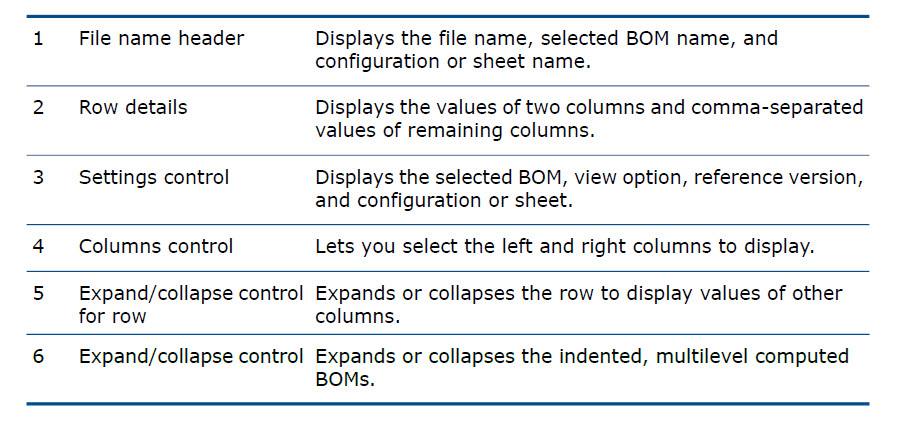 1 File name header Displays the file name, selected BOM name, and
configuration or sheet name.
2 Row details Displays the values of two columns and comma-separated
values of remaining columns.
3 Settings control Displays the selected BOM, view option, reference version,
and configuration or sheet.
4 Columns control Lets you select the left and right columns to display.
5 Expand/collapse control Expands or collapses the row to display values of other
for row columns.
6 Expand/collapse control Expands or collapses the indented, multilevel computed
BOMs.